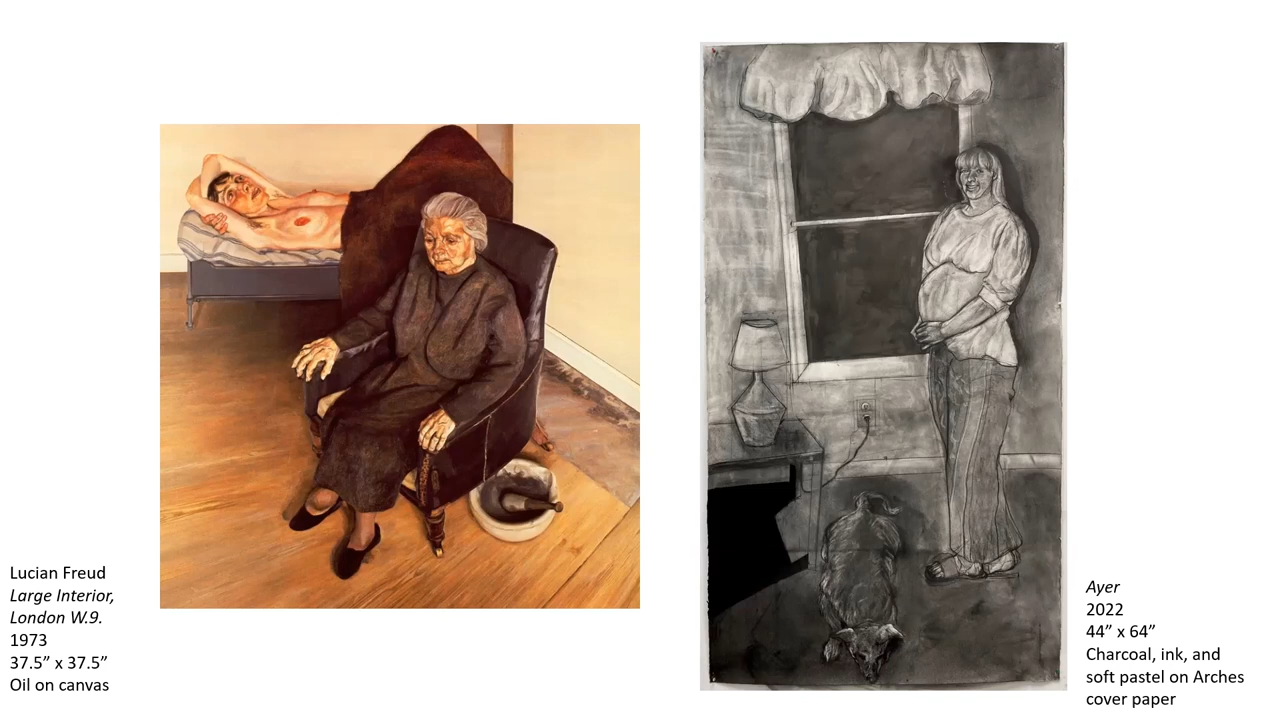 Lucian Freud
Large Interior,
London W.9.
1973
37.5” x 37.5”
Oil on canvas
Ayer
2022
44” x 64”
Charcoal, ink, and
soft pastel on Arches
cover paper